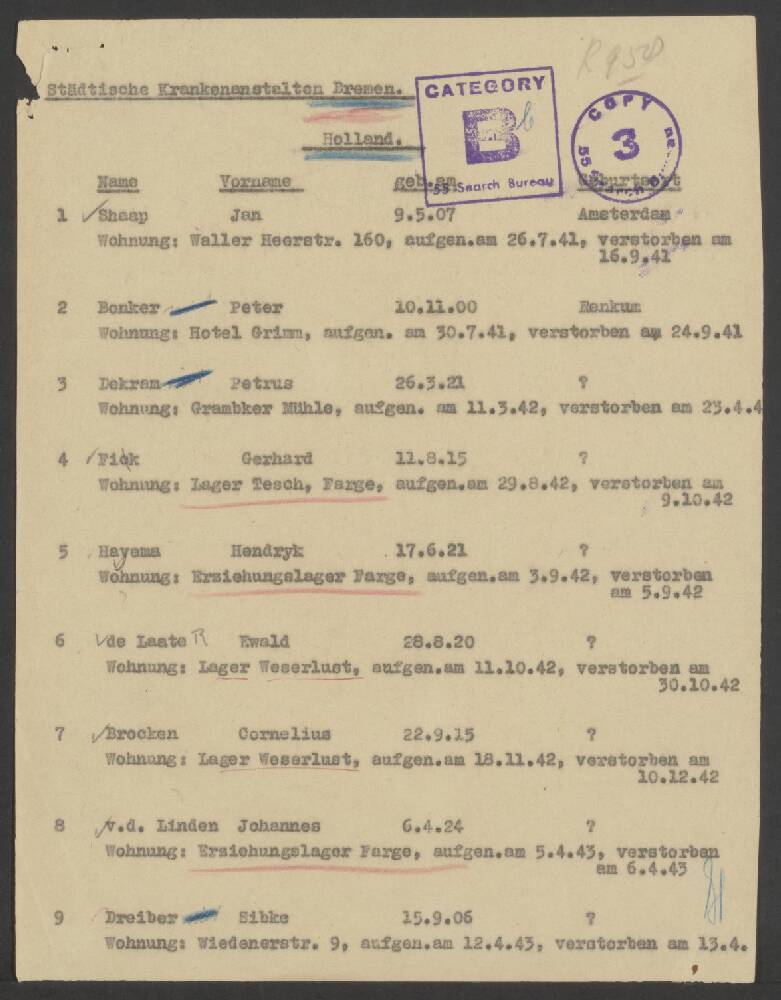 R 950
Städtische Krankenanstalten Bremen.
CATEGORY
B b
55 Search Bureau
COPY
3
Holland.
Name Vorname geb.am Geburtsort
1 Shaap Jan 9.5.07 Amsterdam
Wohnung: Waller Heerstr. 160, aufgen.am 26.7.41, verstorben am
16.9.41
2 Bonker Peter 10.11.00 Renkum
Wohnung: Hotel Grimm, aufgen. am 30.7.41, verstorben am 24.9.41
3 Dekram Petrus 26.3.21 ?
Wohnung: Grambker Mühle, aufgen. am 11.3.42, verstorben am 23.4.4
4 Fick Gerhard 11.8.15 ?
Wohnung: Lager Tesch, Farge, aufgen.am 29.8.42, verstorben am
9.10.42
5 Hayema Hendryk 17.6.21 ?
Wohnung: Erziehungslager Farge, aufgen.am 3.9.42, verstorben
am 5.9.42
6 de Laate R Ewald 28.8.20 ?
Wohnung: Lager Weserlust, aufgen.am 11.10.42, verstorben am
30.10.42
7 Brocken Cornelius 22.9.15 ?
Wohnung: Lager Weserlust, aufgen.am 18.11.42, verstorben am
10.12.42
8 v.d. Linden Johannes 6.4.24 ?
Wohnung: Erziehungslager Farge, aufgen.am 5.4.43, verstorben
am 6.4.43
9 Dreiber Sibke 15.9.06 ?
Wohnung: Wiedenerstr. 9, aufgen.am 12.4.43, verstorben am 13.4.